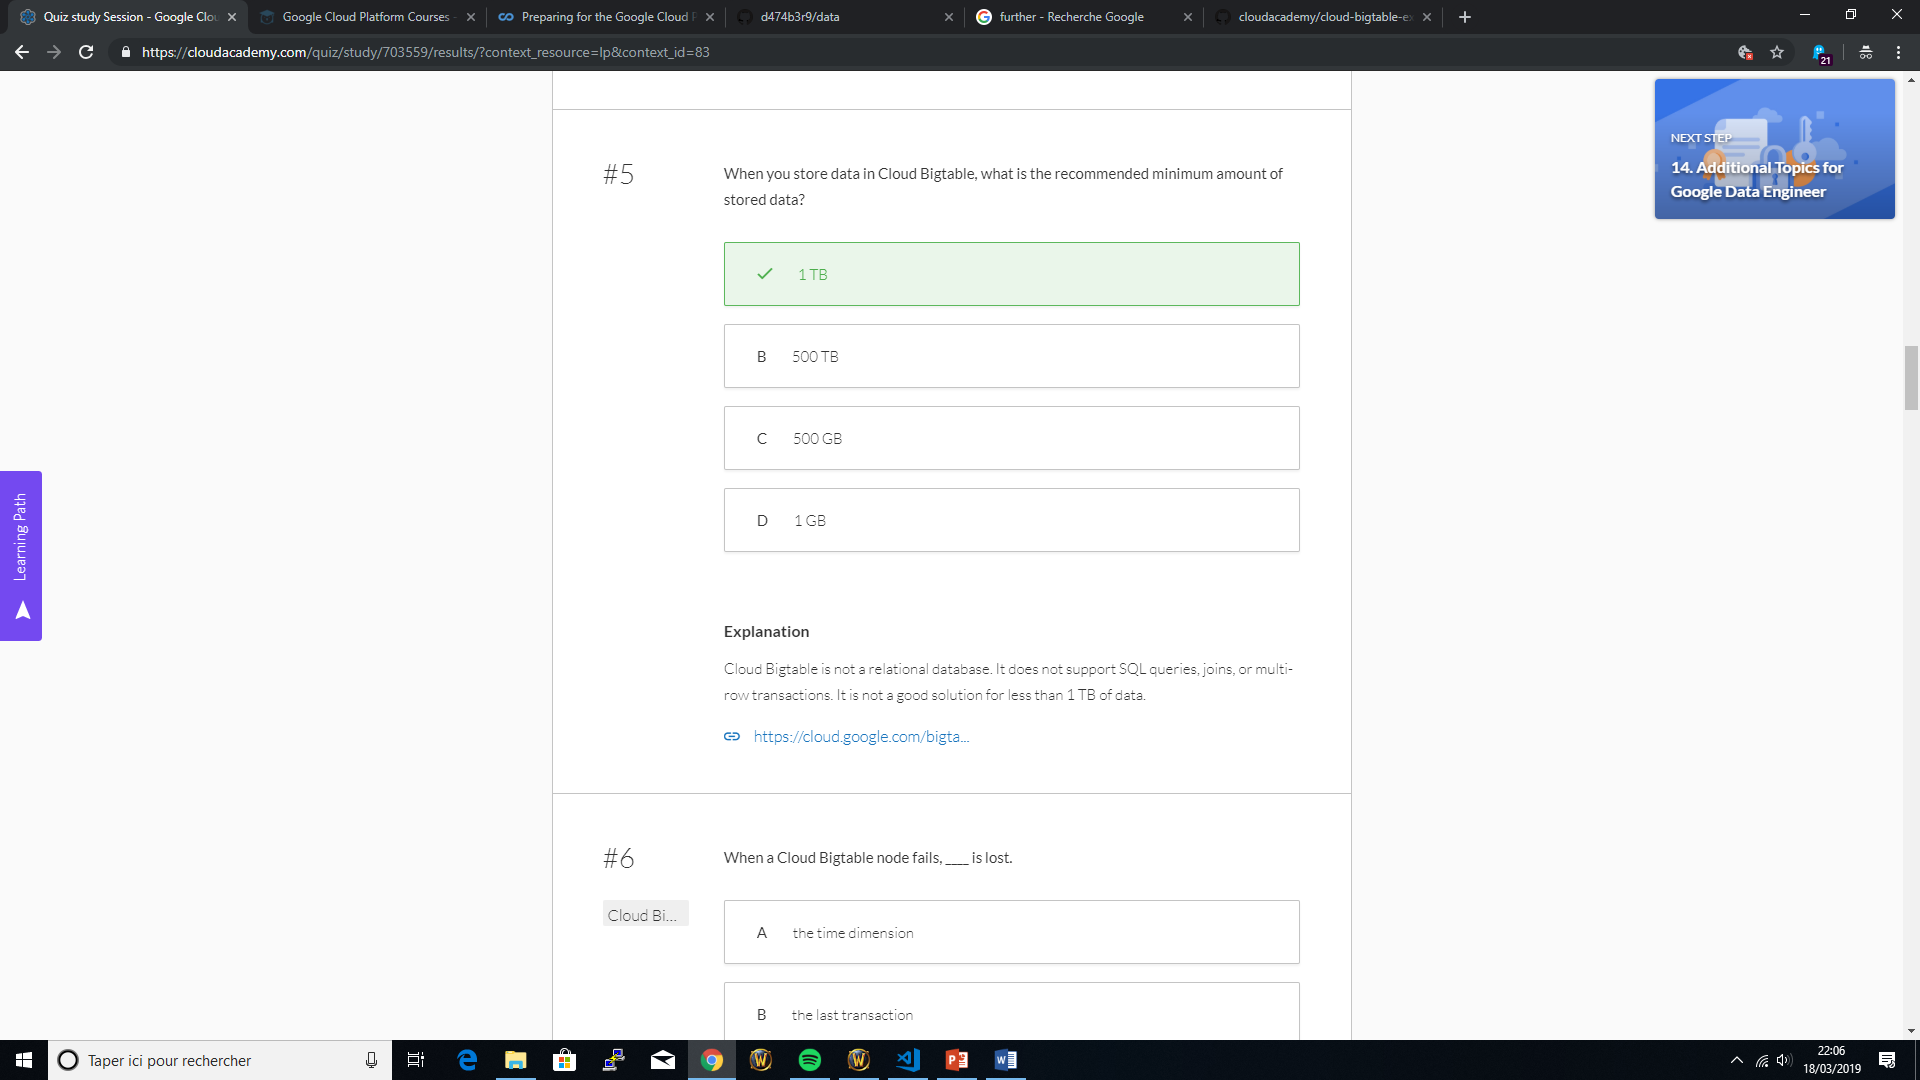 Quiz study Session - Google Clou
Google Cloud Platform Courses -
Preparing for the Google Cloud P
d474b3r9/data
further - Recherche Google
cloudacademy/cloud-bigtable-ex
https://cloudacademy.com/quiz/study/703559/results/?context_resource=lp&context_id=83
21
NEXT STEP
14. Additional Topics for
Google Data Engineer
#5
When you store data in Cloud Bigtable, what is the recommended minimum amount of
stored data?
1 TB
B 500 TB
C 500 GB
D 1 GB
Learning Path
Explanation
Cloud Bigtable is not a relational database. It does not support SQL queries, joins, or multi-
row transactions. It is not a good solution for less than 1 TB of data.
https://cloud.google.com/bigta...
#6
When a Cloud Bigtable node fails, ____ is lost.
Cloud Bi...
A the time dimension
B the last transaction
Taper ici pour rechercher
22:06
18/03/2019